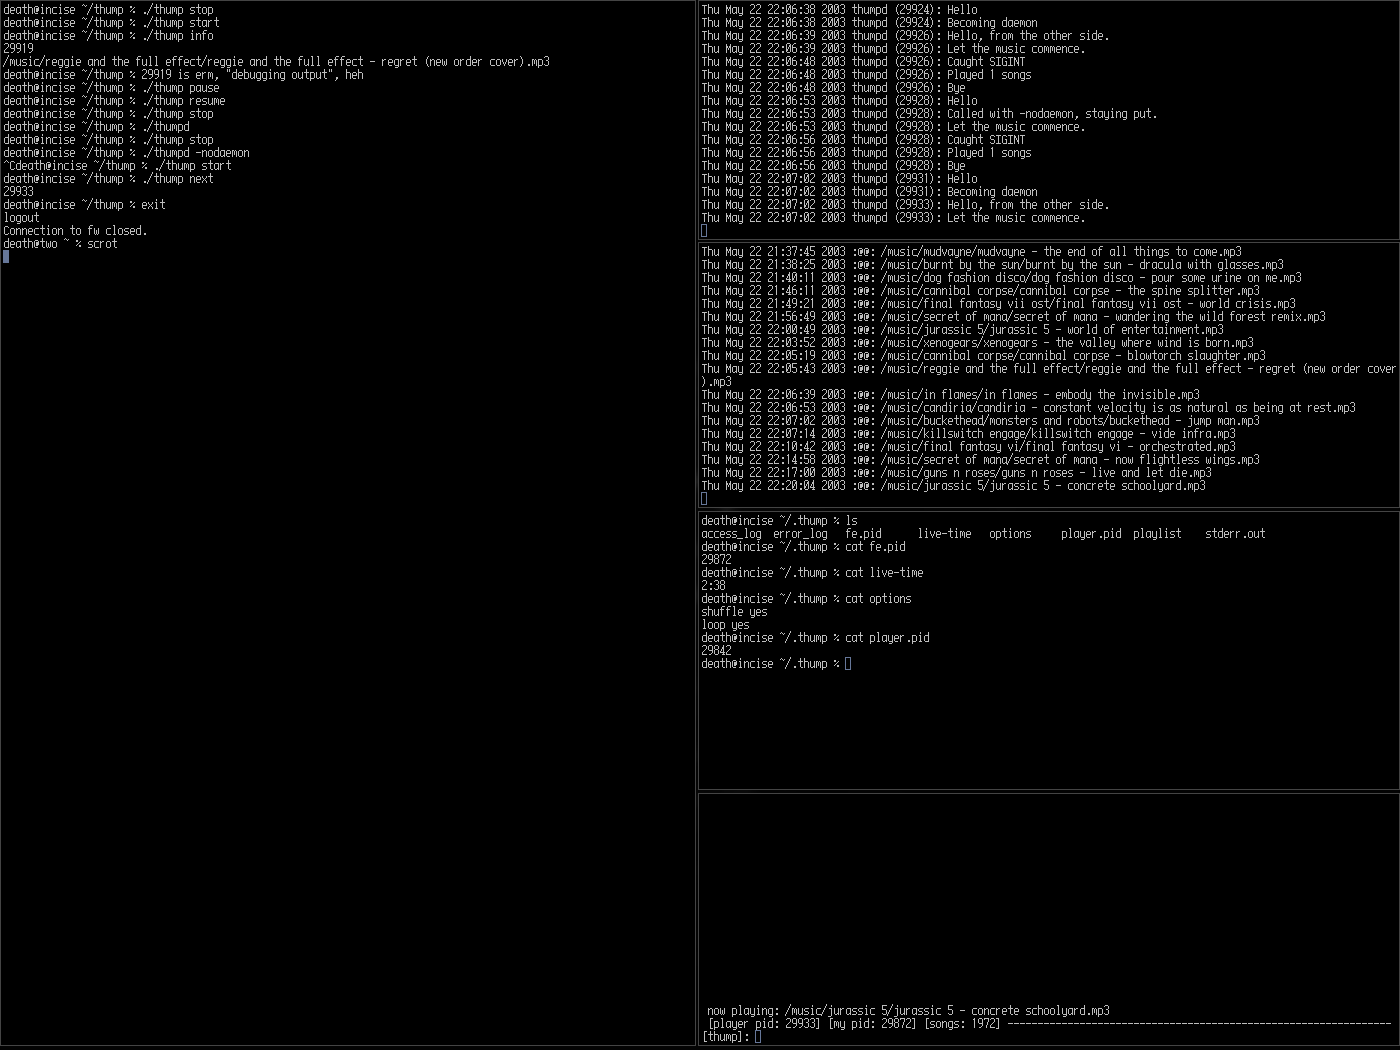 death@incise ~/thump % ./thump stop
death@incise ~/thump % ./thump start
death@incise ~/thump % ./thump info
29919
/music/reggie and the full effect/reggie and the full effect - regret (new order cover).mp3
death@incise ~/thump % 29919 is erm, "debugging output", heh
death@incise ~/thump % ./thump pause
death@incise ~/thump % ./thump resume
death@incise ~/thump % ./thump stop
death@incise ~/thump % ./thumpd
death@incise ~/thump % ./thump stop
death@incise ~/thump % ./thumpd -nodaemon
^Cdeath@incise ~/thump % ./thump start
death@incise ~/thump % ./thump next
29933
death@incise ~/thump % exit
logout
Connection to fw closed.
death@two ~ % scrot
Thu May 22 22:06:38 2003 thumpd (29924): Hello
Thu May 22 22:06:38 2003 thumpd (29924): Becoming daemon
Thu May 22 22:06:39 2003 thumpd (29926): Hello, from the other side.
Thu May 22 22:06:39 2003 thumpd (29926): Let the music commence.
Thu May 22 22:06:48 2003 thumpd (29926): Caught SIGINT
Thu May 22 22:06:48 2003 thumpd (29926): Played 1 songs
Thu May 22 22:06:48 2003 thumpd (29926): Bye
Thu May 22 22:06:53 2003 thumpd (29928): Hello
Thu May 22 22:06:53 2003 thumpd (29928): Called with -nodaemon, staying put.
Thu May 22 22:06:53 2003 thumpd (29928): Let the music commence.
Thu May 22 22:06:56 2003 thumpd (29928): Caught SIGINT
Thu May 22 22:06:56 2003 thumpd (29928): Played 1 songs
Thu May 22 22:06:56 2003 thumpd (29928): Bye
Thu May 22 22:07:02 2003 thumpd (29931): Hello
Thu May 22 22:07:02 2003 thumpd (29931): Becoming daemon
Thu May 22 22:07:02 2003 thumpd (29933): Hello, from the other side.
Thu May 22 22:07:02 2003 thumpd (29933): Let the music commence.
Thu May 22 21:37:45 2003 :@@: /music/mudvayne/mudvayne - the end of all things to come.mp3
Thu May 22 21:38:25 2003 :@@: /music/burnt by the sun/burnt by the sun - dracula with glasses.mp3
Thu May 22 21:40:11 2003 :@@: /music/dog fashion disco/dog fashion disco - pour some urine on me.mp3
Thu May 22 21:46:11 2003 :@@: /music/cannibal corpse/cannibal corpse - the spine splitter.mp3
Thu May 22 21:49:21 2003 :@@: /music/final fantasy vii ost/final fantasy vii ost - world crisis.mp3
Thu May 22 21:56:49 2003 :@@: /music/secret of mana/secret of mana - wandering the wild forest remix.mp3
Thu May 22 22:00:49 2003 :@@: /music/jurassic 5/jurassic 5 - world of entertainment.mp3
Thu May 22 22:03:52 2003 :@@: /music/xenogears/xenogears - the valley where wind is born.mp3
Thu May 22 22:05:19 2003 :@@: /music/cannibal corpse/cannibal corpse - blowtorch slaughter.mp3
Thu May 22 22:05:43 2003 :@@: /music/reggie and the full effect/reggie and the full effect - regret (new order cover
).mp3
Thu May 22 22:06:39 2003 :@@: /music/in flames/in flames - embody the invisible.mp3
Thu May 22 22:06:53 2003 :@@: /music/candiria/candiria - constant velocity is as natural as being at rest.mp3
Thu May 22 22:07:02 2003 :@@: /music/buckethead/monsters and robots/buckethead - jump man.mp3
Thu May 22 22:07:14 2003 :@@: /music/killswitch engage/killswitch engage - vide infra.mp3
Thu May 22 22:10:42 2003 :@@: /music/final fantasy vi/final fantasy vi - orchestrated.mp3
Thu May 22 22:14:58 2003 :@@: /music/secret of mana/secret of mana - now flightless wings.mp3
Thu May 22 22:17:00 2003 :@@: /music/guns n roses/guns n roses - live and let die.mp3
Thu May 22 22:20:04 2003 :@@: /music/jurassic 5/jurassic 5 - concrete schoolyard.mp3
death@incise ~/.thump % ls
access_log error_log fe.pid live-time options player.pid playlist stderr.out
death@incise ~/.thump % cat fe.pid
29872
death@incise ~/.thump % cat live-time
2:38
death@incise ~/.thump % cat options
shuffle yes
loop yes
death@incise ~/.thump % cat player.pid
29842
death@incise ~/.thump %
now playing: /music/jurassic 5/jurassic 5 - concrete schoolyard.mp3
[player pid: 29933] [my pid: 29872] [songs: 1972] ----------------------------------------------------------------
[thump]: